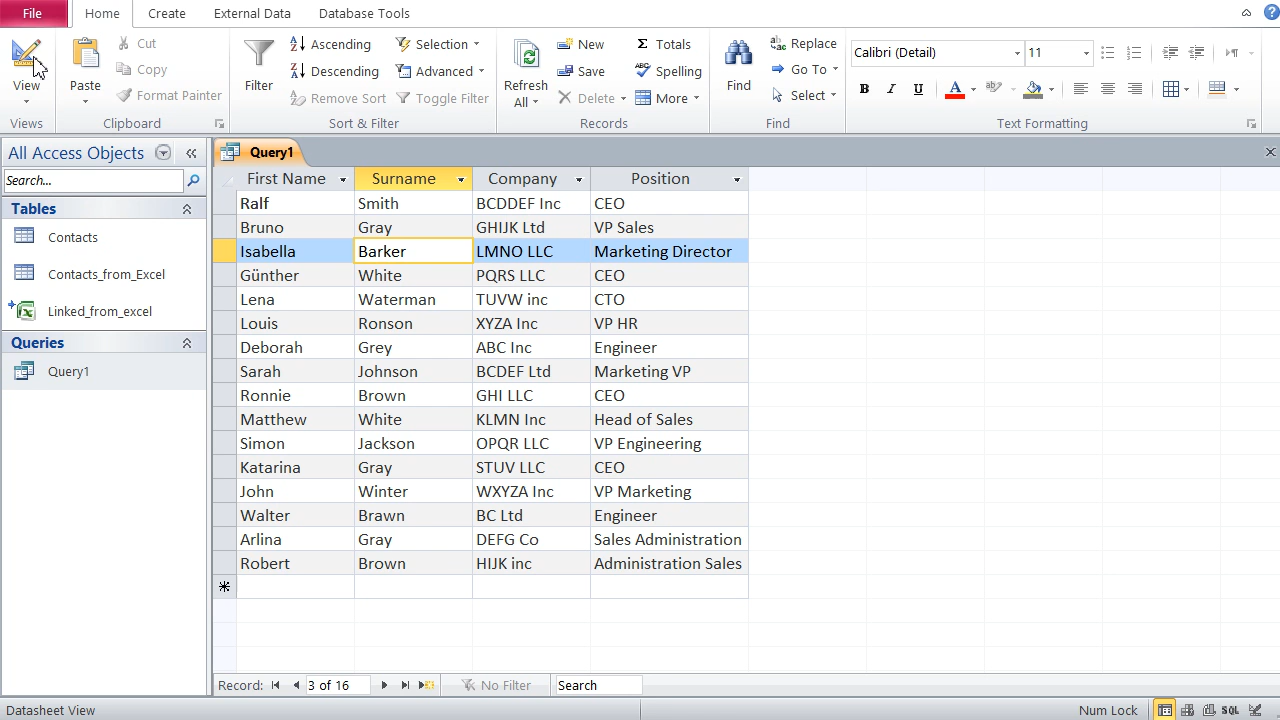 File Home Create External Data Database Tools
View
Views
Paste
Cut
Copy
Format Painter
Clipboard
Filter
Ascending
Descending
Remove Sort
Selection
Advanced
Toggle Filter
Sort & Filter
Refresh
All
New
Save
Delete
Σ Totals
ABC Spelling
More
Records
Find
Replace
Go To
Select
Find
Calibri (Detail) 11
B I U A
Text Formatting
All Access Objects
Search...
Tables
Contacts
Contacts_from_Excel
Linked_from_excel
Queries
Query1
Query1
First Name Surname Company Position
Ralf Smith BCDDEF Inc CEO
Bruno Gray GHIJK Ltd VP Sales
Isabella Barker LMNO LLC Marketing Director
Günther White PQRS LLC CEO
Lena Waterman TUVW inc CTO
Louis Ronson XYZA Inc VP HR
Deborah Grey ABC Inc Engineer
Sarah Johnson BCDEF Ltd Marketing VP
Ronnie Brown GHI LLC CEO
Matthew White KLMN Inc Head of Sales
Simon Jackson OPQR LLC VP Engineering
Katarina Gray STUV LLC CEO
John Winter WXYZA Inc VP Marketing
Walter Brawn BC Ltd Engineer
Arlina Gray DEFG Co Sales Administration
Robert Brown HIJK inc Administration Sales
Record: 3 of 16 No Filter Search
Datasheet View Num Lock SQL